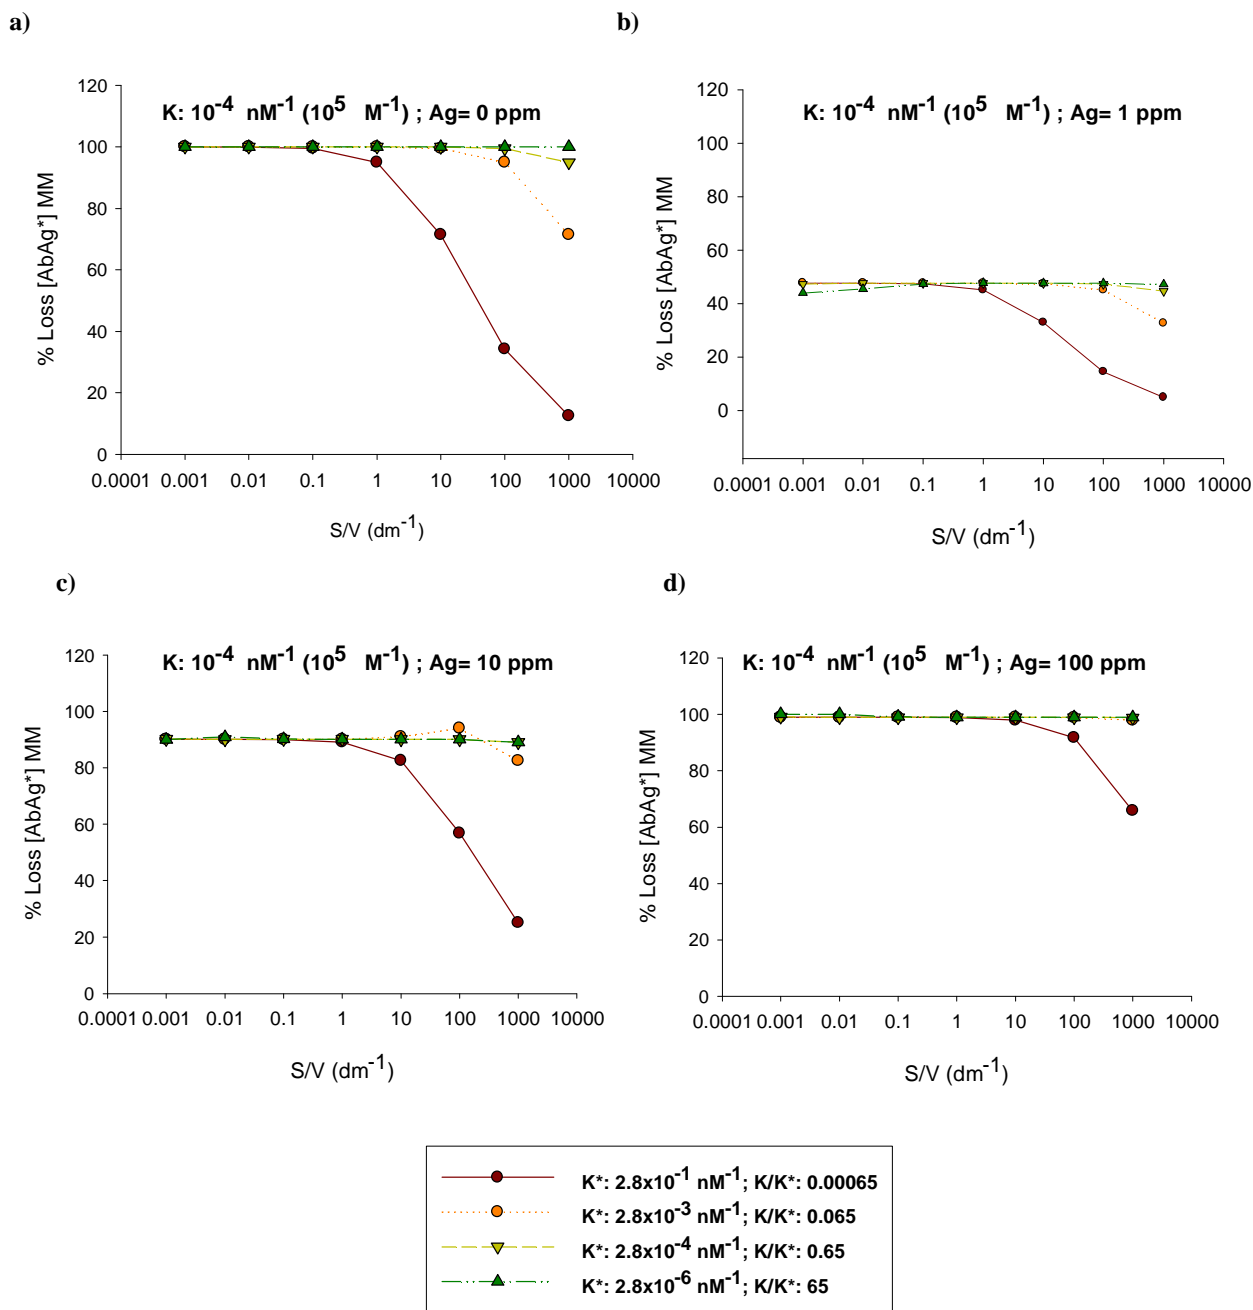 a)
K: 10⁻⁴ nM⁻¹ (10⁵ M⁻¹) ; Ag= 0 ppm
% Loss [AbAg*] MM
120
100
80
60
40
20
0
0.0001 0.001 0.01 0.1 1 10 100 1000 10000
S/V (dm⁻¹)
b)
K: 10⁻⁴ nM⁻¹ (10⁵ M⁻¹) ; Ag= 1 ppm
% Loss [AbAg*] MM
120
100
80
60
40
20
0
0.0001 0.001 0.01 0.1 1 10 100 1000 10000
S/V (dm⁻¹)
c)
K: 10⁻⁴ nM⁻¹ (10⁵ M⁻¹) ; Ag= 10 ppm
% Loss [AbAg*] MM
120
100
80
60
40
20
0
0.0001 0.001 0.01 0.1 1 10 100 1000 10000
S/V (dm⁻¹)
d)
K: 10⁻⁴ nM⁻¹ (10⁵ M⁻¹) ; Ag= 100 ppm
% Loss [AbAg*] MM
120
100
80
60
40
20
0
0.0001 0.001 0.01 0.1 1 10 100 1000 10000
S/V (dm⁻¹)
K*: 2.8x10⁻¹ nM⁻¹; K/K*: 0.00065
K*: 2.8x10⁻³ nM⁻¹; K/K*: 0.065
K*: 2.8x10⁻⁴ nM⁻¹; K/K*: 0.65
K*: 2.8x10⁻⁶ nM⁻¹; K/K*: 65